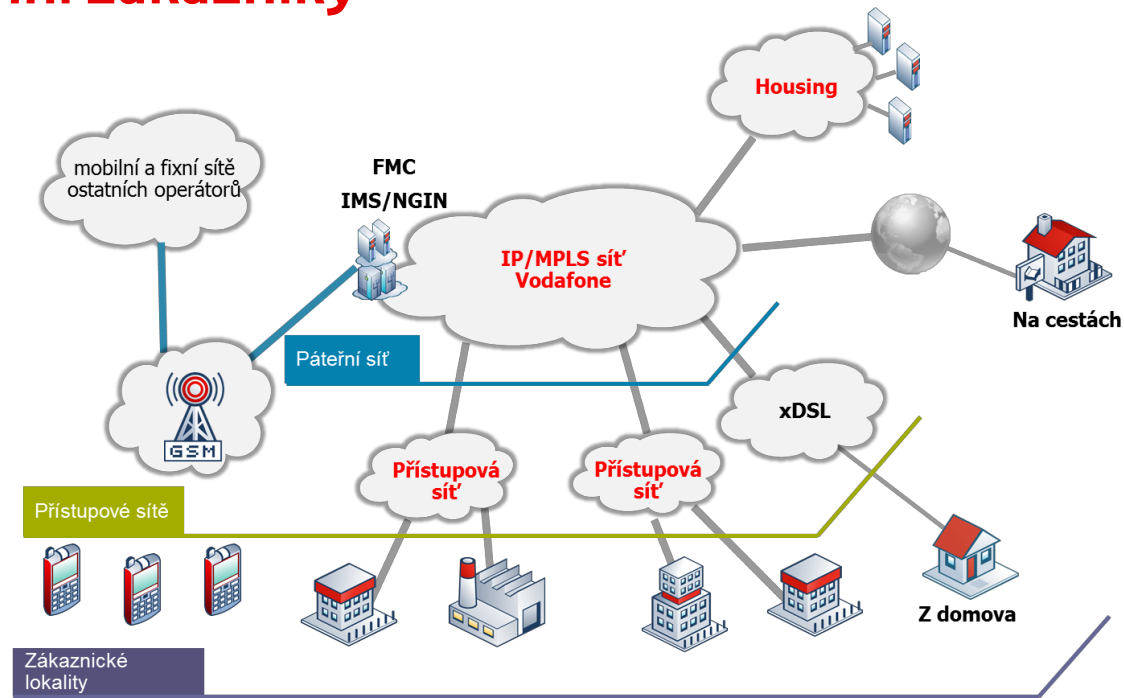 zákazníky
Housing
mobilní a fixní sítě
ostatních operátorů
FMC
IMS/NGIN
IP/MPLS síť
Vodafone
Na cestách
Páteřní síť
xDSL
GSM
Přístupová
síť
Přístupová
síť
Přístupové sítě
Z domova
Zákaznické
lokality